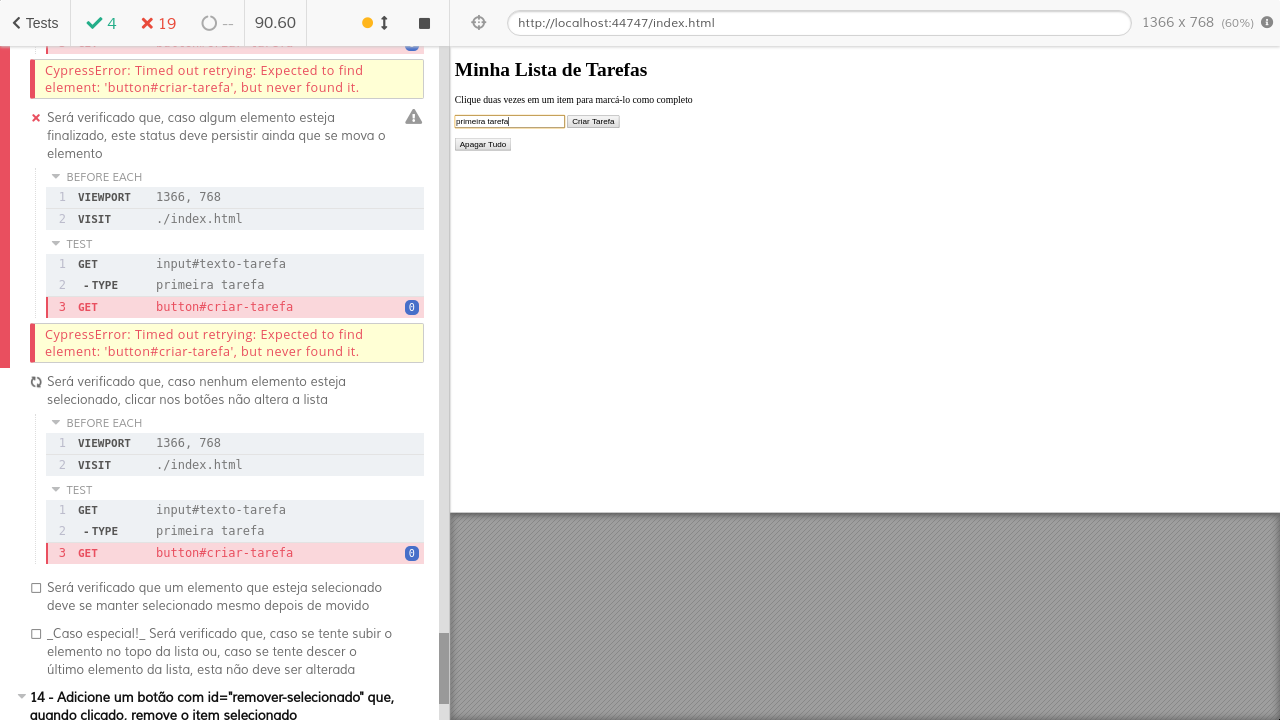 Tests
4
19
--
90.60
http://localhost:44747/index.html
1366 x 768 (60%)
CypressError: Timed out retrying: Expected to find
element: 'button#criar-tarefa', but never found it.
Será verificado que, caso algum elemento esteja
finalizado, este status deve persistir ainda que se mova o
elemento
BEFORE EACH
1 VIEWPORT 1366, 768
2 VISIT ./index.html
TEST
1 GET input#texto-tarefa
2 -TYPE primeira tarefa
3 GET button#criar-tarefa 0
CypressError: Timed out retrying: Expected to find
element: 'button#criar-tarefa', but never found it.
Será verificado que, caso nenhum elemento esteja
selecionado, clicar nos botões não altera a lista
BEFORE EACH
1 VIEWPORT 1366, 768
2 VISIT ./index.html
TEST
1 GET input#texto-tarefa
2 -TYPE primeira tarefa
3 GET button#criar-tarefa 0
Será verificado que um elemento que esteja selecionado
deve se manter selecionado mesmo depois de movido
_Caso especial!_ Será verificado que, caso se tente subir o
elemento no topo da lista ou, caso se tente descer o
último elemento da lista, esta não deve ser alterada
14 - Adicione um botão com id="remover-selecionado" que,
quando clicado, remove o item selecionado
Minha Lista de Tarefas
Clique duas vezes em um item para marcá-lo como completo
primeira tarefa
Criar Tarefa
Apagar Tudo